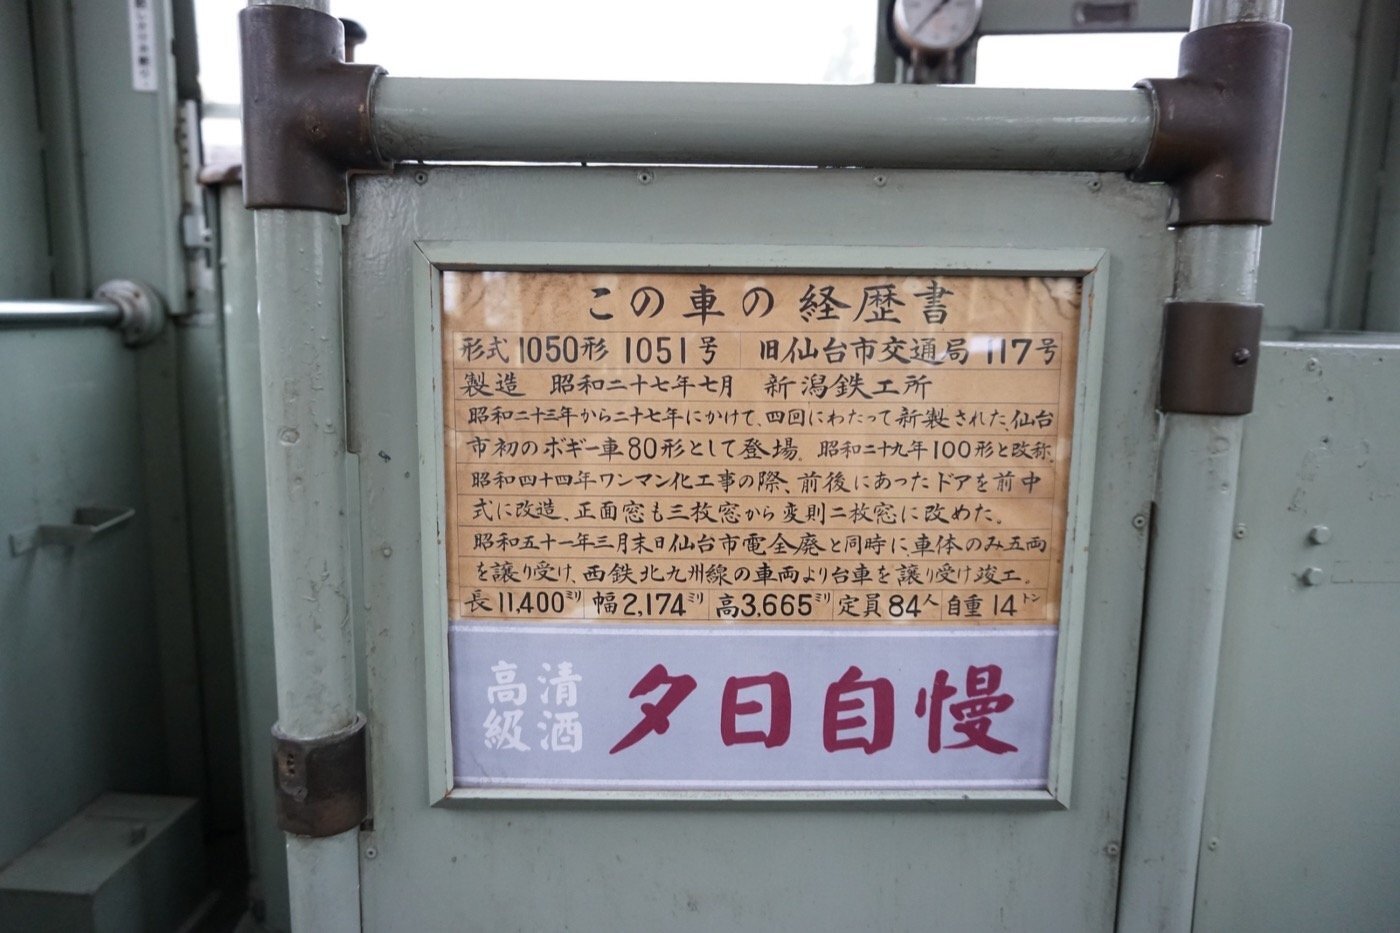 この車の経歴書
形式1050形 1051号 旧仙台市交通局 117号
製造 昭和二十七年七月 新潟鉄工所
昭和二十三年から二十七年にかけて、四回にわたって新製された、仙台
市初のボギー車80形として登場。昭和二十九年100形と改称。
昭和四十四年ワンマン化工事の際、前後にあったドアを前中
式に改造、正面窓も三枚窓から変則二枚窓に改めた。
昭和五十一年三月末日仙台市電全廃と同時に、車体のみ五両
を譲り受け、西鉄北九州線の車両より台車を譲り受け竣工。
長11,400ミリ 幅2,174ミリ 高3,665ミリ 定員84人 自重14トン
清酒
高級
夕日自慢